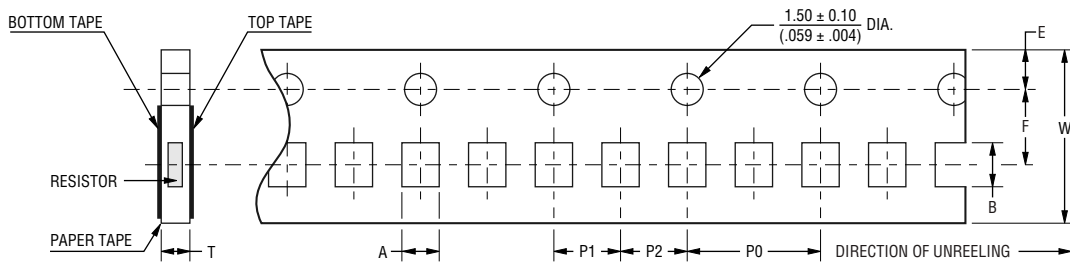 BOTTOM TAPE
TOP TAPE
1.50 ± 0.10
(.059 ± .004)
DIA.
E
F
W
RESISTOR
B
PAPER TAPE
T
A
P1
P2
P0
DIRECTION OF UNREELING